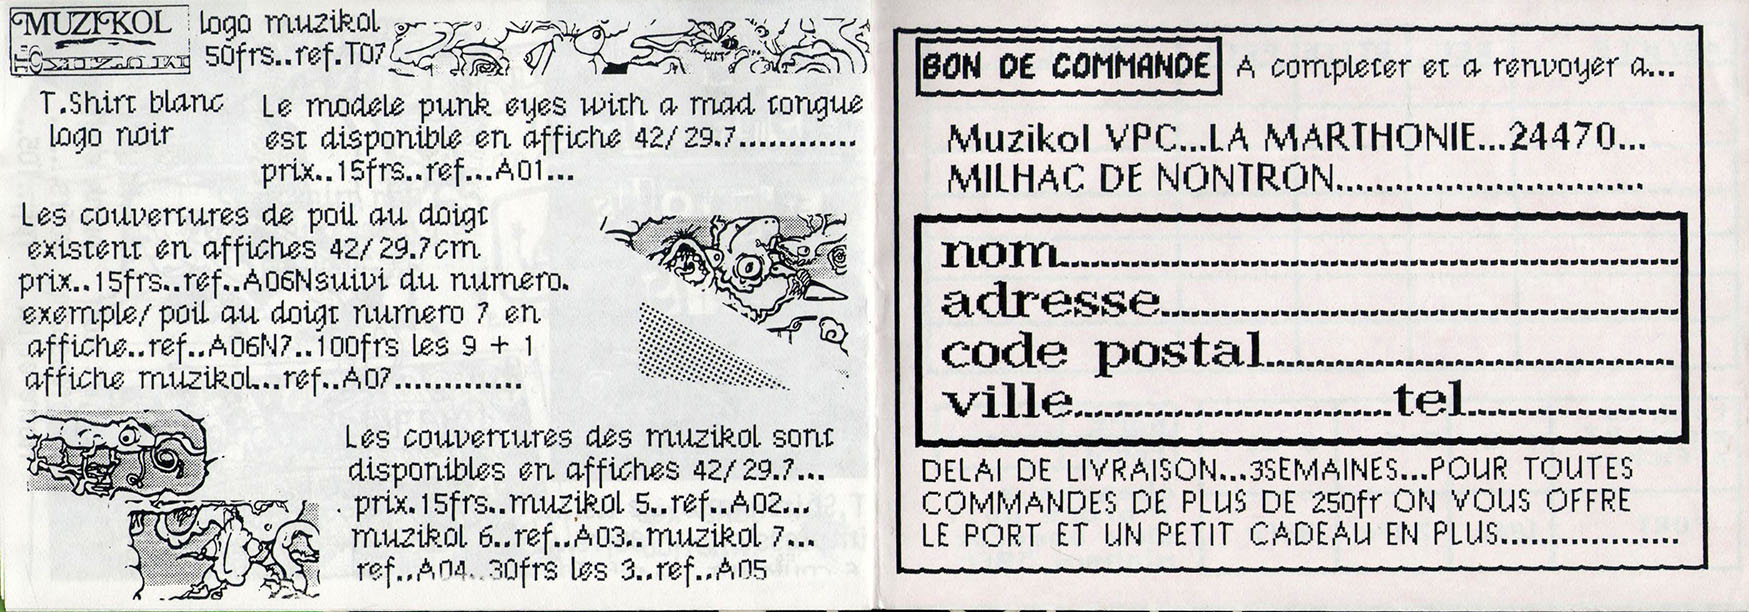 MUZIKOL
logo muzikol
50frs..ref.T07
T.Shirt blanc
logo noir
Le modele punk eyes with a mad tongue
est disponible en affiche 42/29.7............
prix..15frs..ref...A01...
Les couvertures de poil au doigt
existent en affiches 42/29.7cm
prix..15frs..ref..A06Nsuivi du numero.
exemple/poil au doigt numero 7 en
affiche..ref..A06N7..100frs les 9 + 1
affiche muzikol...ref..A07.............
Les couvertures des muzikol sont
disponibles en affiches 42/29.7...
prix.15frs..muzikol 5..ref..A02...
muzikol 6..ref..A03..muzikol 7...
ref..A04..30frs les 3..ref..A05
BON DE COMMANDE A completer et a renvoyer a...
Muzikol VPC...LA MARTHONIE...24470...
MILHAC DE NONTRON..............................
nom..............................
adresse..............................
code postal..............................
ville..............................tel....................
DELAI DE LIVRAISON...3SEMAINES...POUR TOUTES
COMMANDES DE PLUS DE 250fr ON VOUS OFFRE
LE PORT ET UN PETIT CADEAU EN PLUS..................